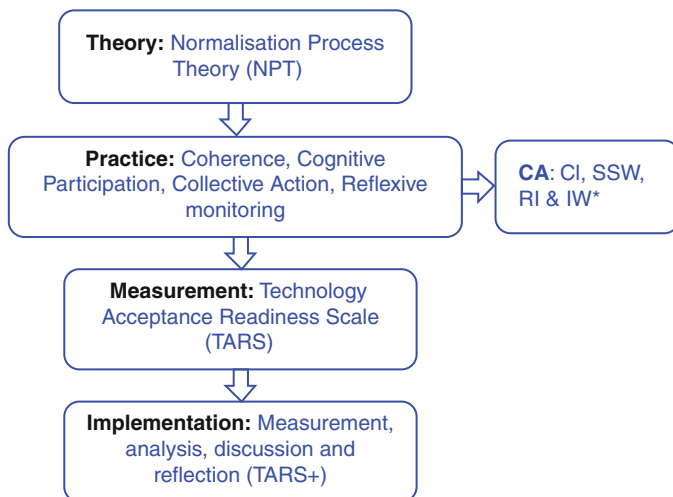 Theory: Normalisation Process
Theory (NPT)
Practice: Coherence, Cognitive
Participation, Collective Action, Reflexive
monitoring
CA: CI, SSW,
RI & IW*
Measurement: Technology
Acceptance Readiness Scale
(TARS)
Implementation: Measurement,
analysis, discussion and
reflection (TARS+)